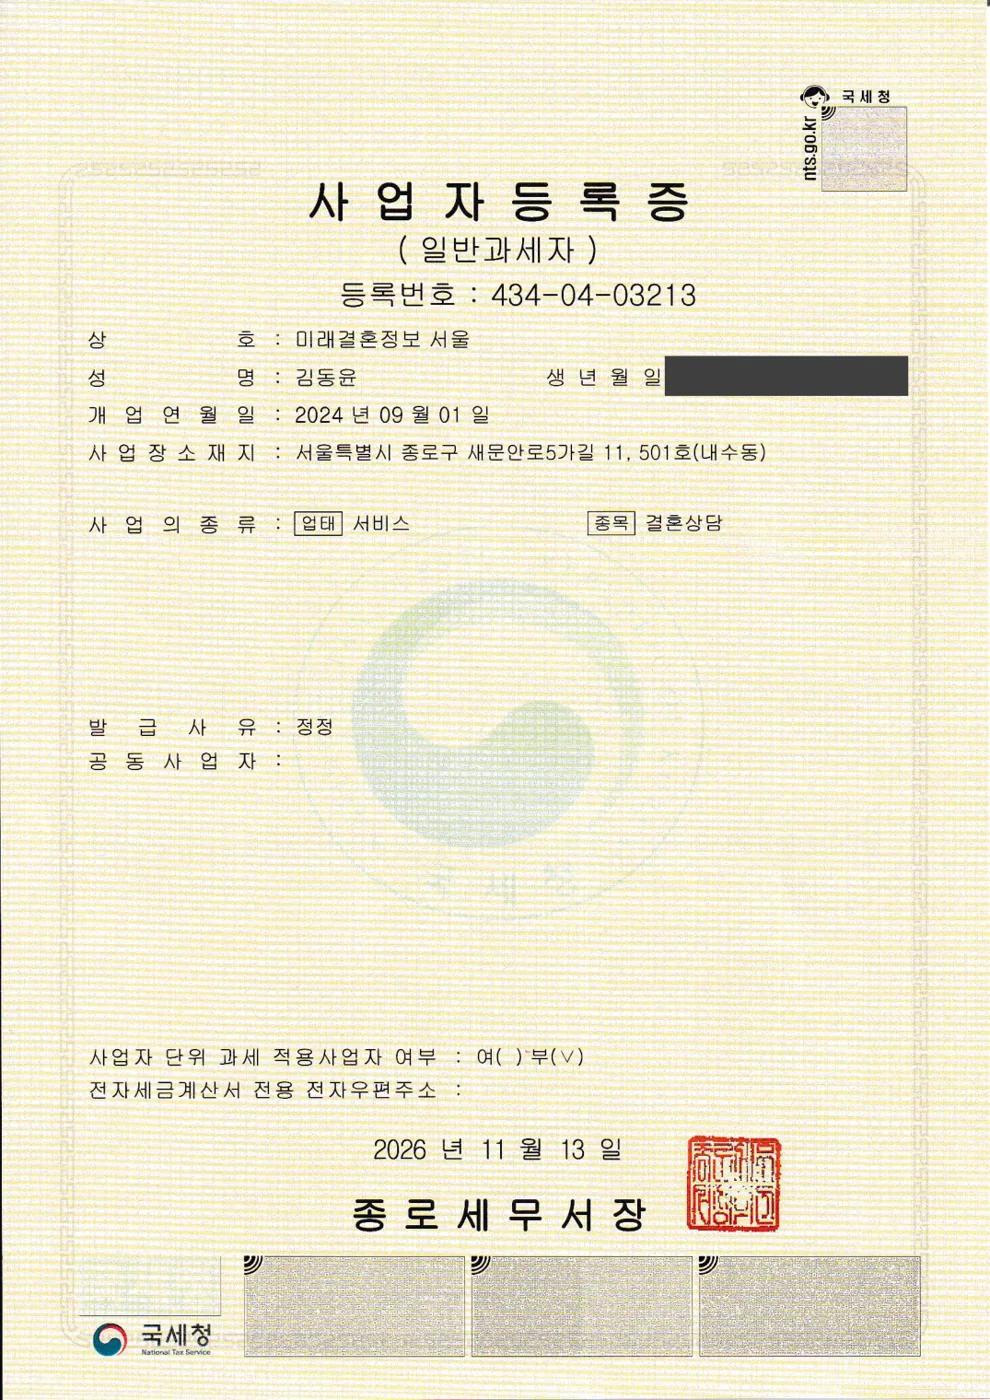 국세청
nts.go.kr
사업자등록증
( 일반과세자 )
등록번호 : 434-04-03213
상호 : 미래결혼정보 서울
성명 : 김동윤 생년월일
개업연월일 : 2024 년 09 월 01 일
사업장소재지 : 서울특별시 종로구 새문안로5가길 11, 501호(내수동)
사업의종류 : 업태 서비스 종목 결혼상담
발급사유 : 정정
공동사업자 :
국세청
사업자 단위 과세 적용사업자 여부 : 여( ) 부(∨)
전자세금계산서 전용 전자우편주소 :
2026 년 11 월 13 일
종로세무서장
국세청
National Tax Service